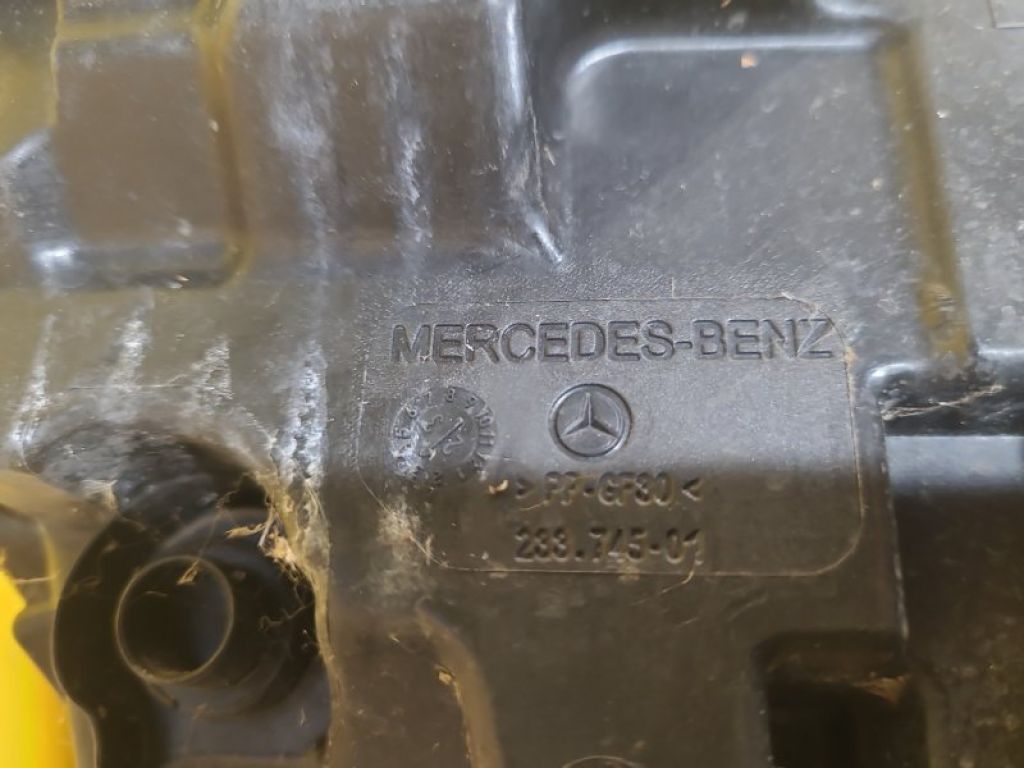 MERCEDES-BENZ
>PP-GF30<
233.745-01